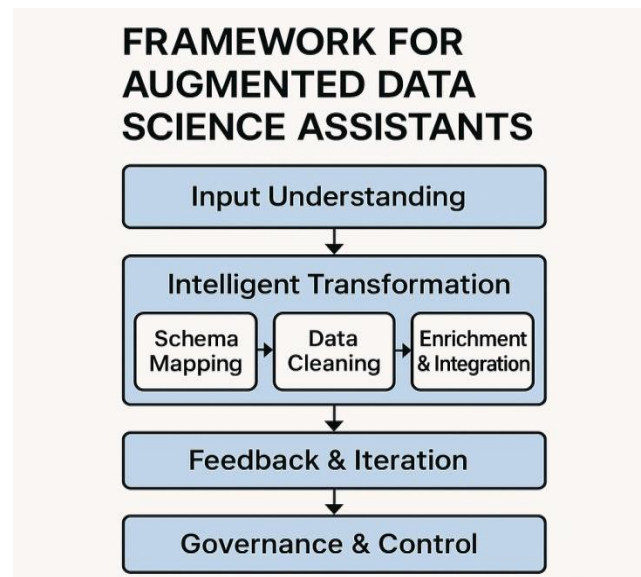 FRAMEWORK FOR
AUGMENTED DATA
SCIENCE ASSISTANTS
Input Understanding
Intelligent Transformation
Schema
Mapping
Data
Cleaning
Enrichment
& Integration
Feedback & Iteration
Governance & Control